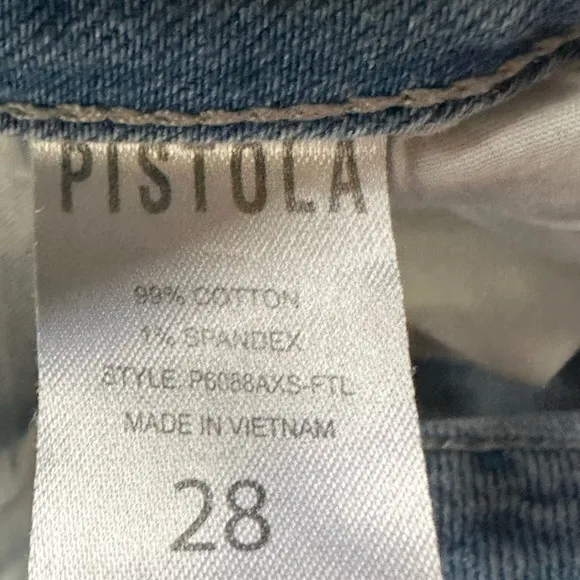 PISTOLA
99% COTTON
1% SPANDEX
STYLE: P6088AXS-FTL
MADE IN VIETNAM
28